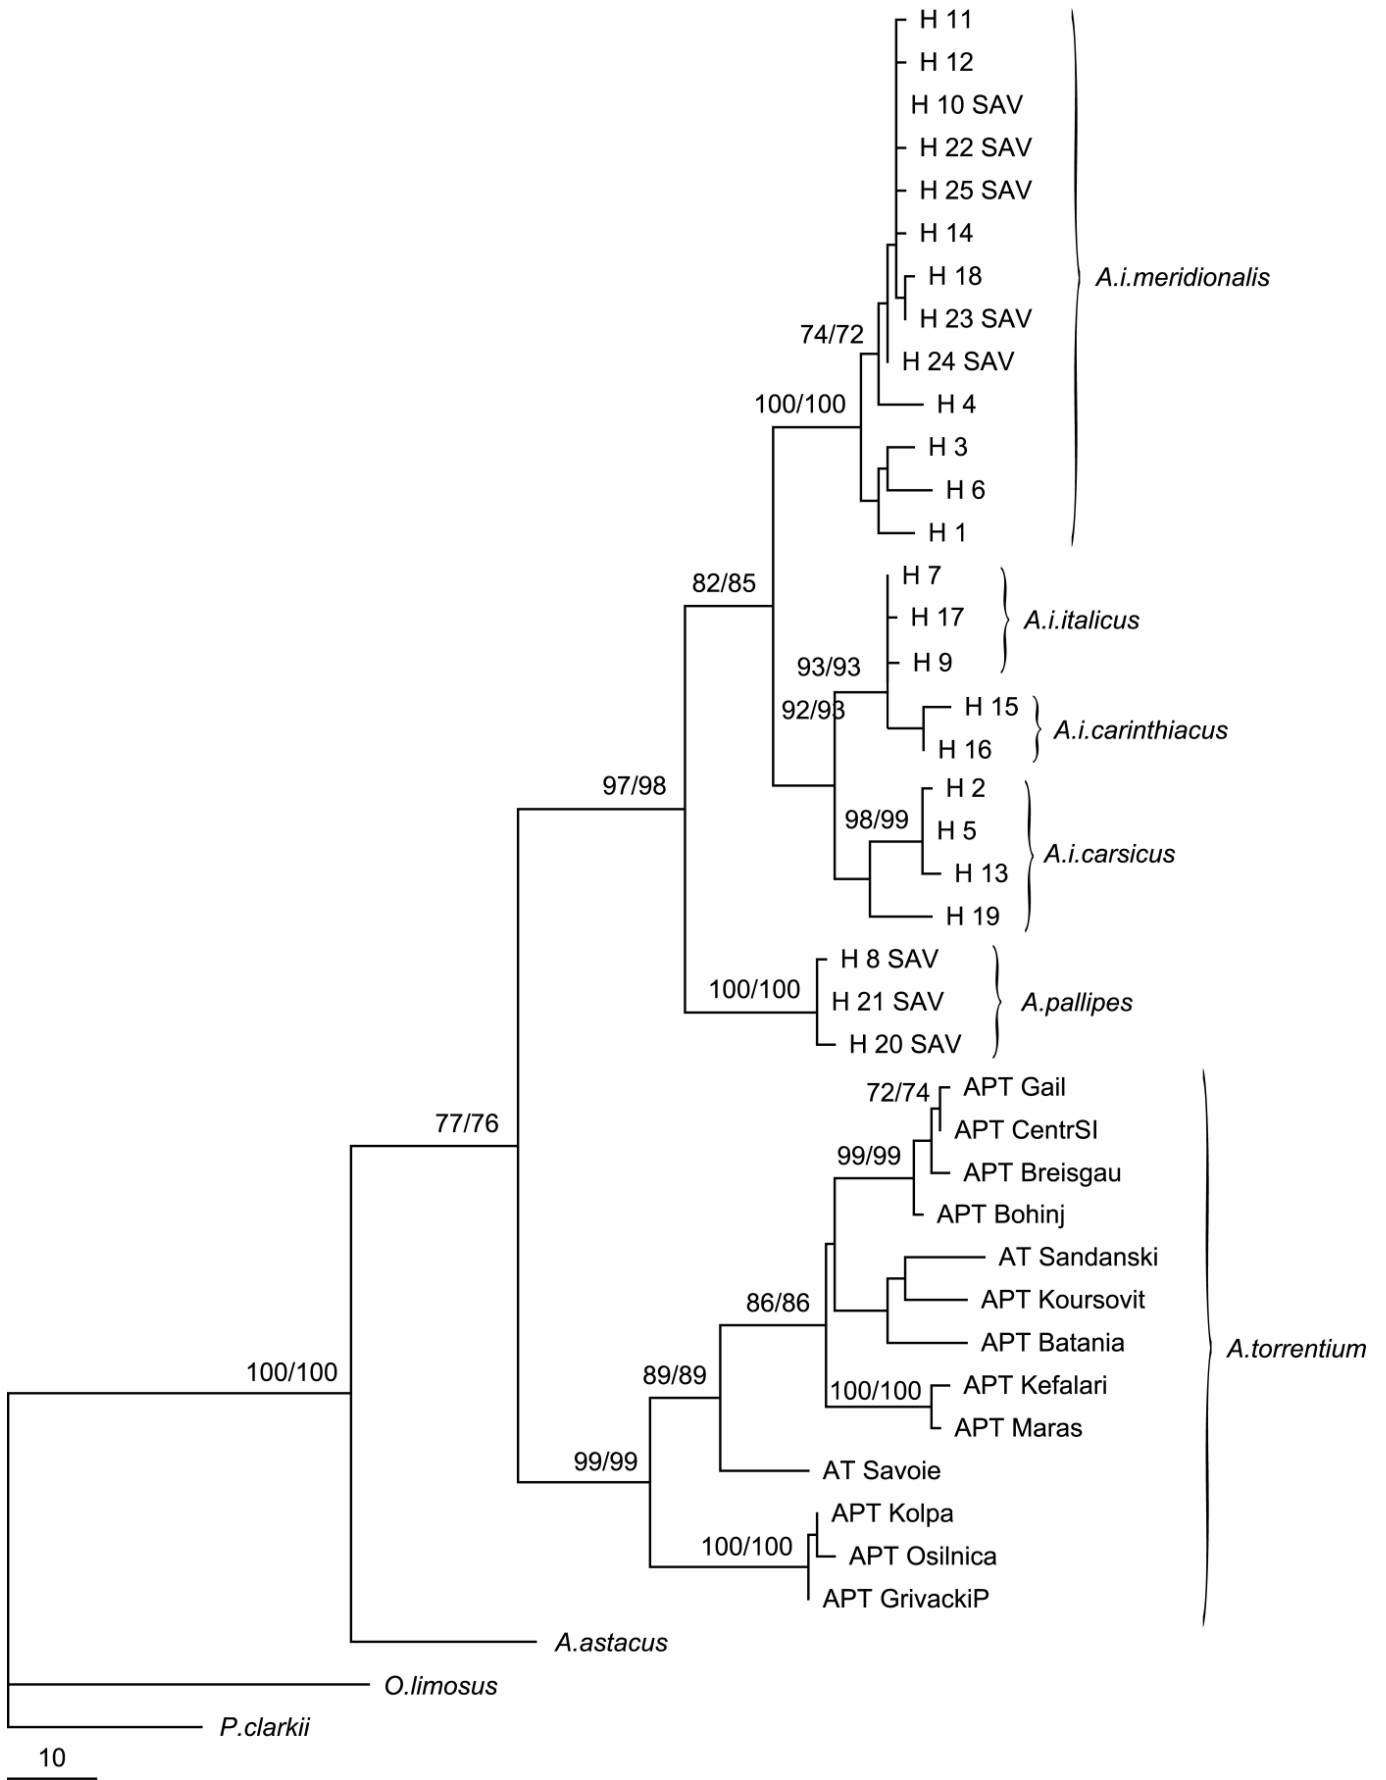 H 11
H 12
H 10 SAV
H 22 SAV
H 25 SAV
H 14
H 18
A.i.meridionalis
H 23 SAV
74/72
H 24 SAV
100/100
H 4
H 3
H 6
H 1
H 7
82/85
H 17
A.i.italicus
93/93
H 9
92/93
H 15
A.i.carinthiacus
H 16
97/98
H 2
98/99
H 5
A.i.carsicus
H 13
H 19
H 8 SAV
100/100
H 21 SAV
A.pallipes
H 20 SAV
72/74
APT Gail
77/76
APT CentrSI
99/99
APT Breisgau
APT Bohinj
AT Sandanski
86/86
APT Koursovit
APT Batania
A.torrentium
100/100
89/89
100/100
APT Kefalari
APT Maras
99/99
AT Savoie
APT Kolpa
100/100
APT Osilnica
APT GrivackiP
A.astacus
O.limosus
P.clarkii
10